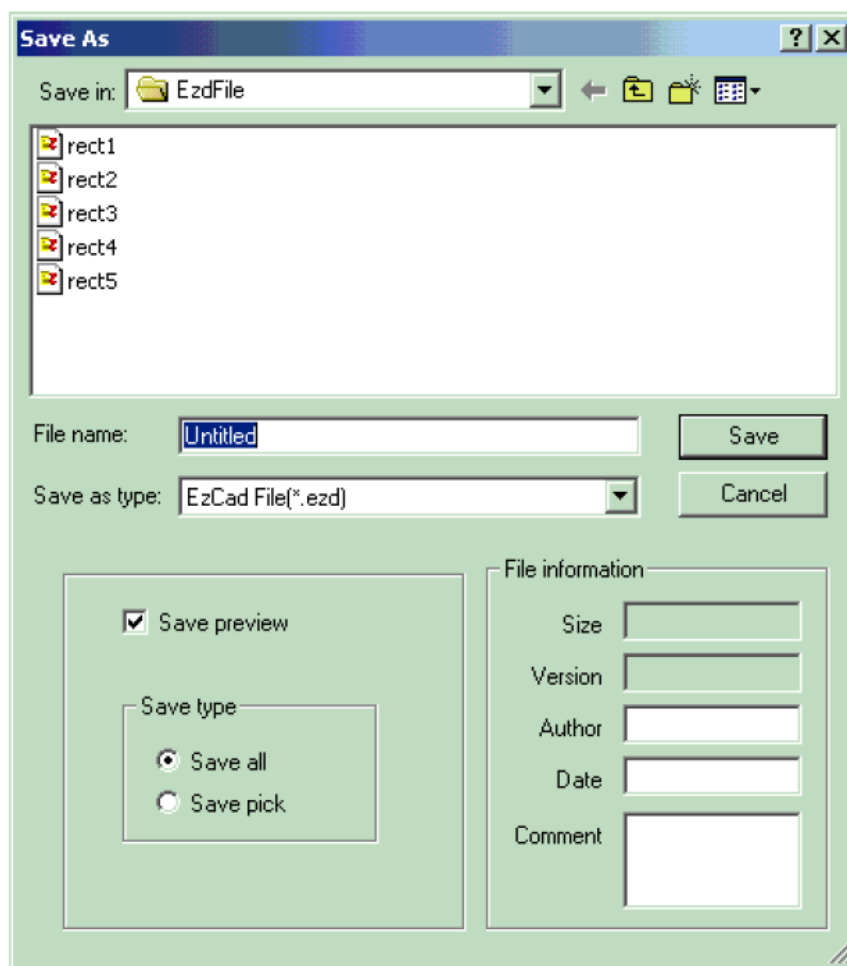 Save As
Save in: EzdFile
rect1
rect2
rect3
rect4
rect5
File name: Untitled Save
Save as type: EzCad File(*.ezd) Cancel
File information
Save preview
Size
Version
Save type
Author
Save all
Date
Save pick
Comment